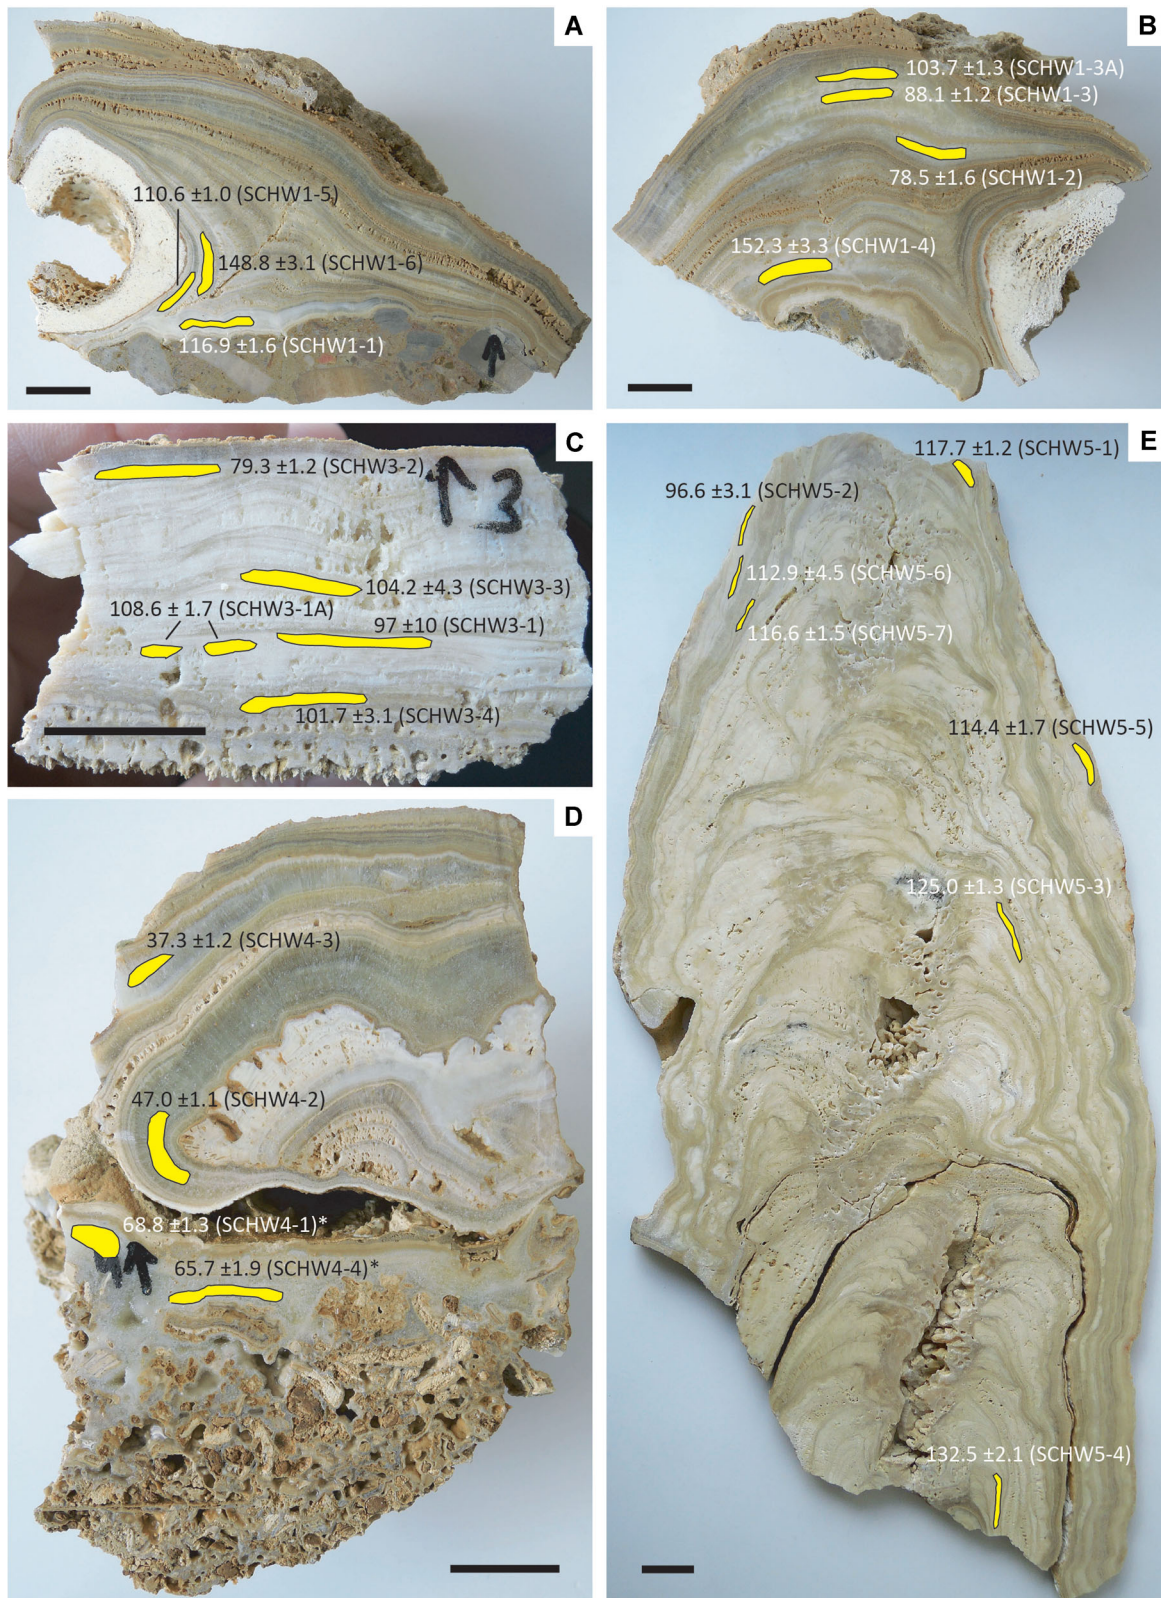 A
110.6 ±1.0 (SCHW1-5)
148.8 ±3.1 (SCHW1-6)
116.9 ±1.6 (SCHW1-1)
B
103.7 ±1.3 (SCHW1-3A)
88.1 ±1.2 (SCHW1-3)
78.5 ±1.6 (SCHW1-2)
152.3 ±3.3 (SCHW1-4)
C
79.3 ±1.2 (SCHW3-2)
3
104.2 ±4.3 (SCHW3-3)
108.6 ± 1.7 (SCHW3-1A)
97 ±10 (SCHW3-1)
101.7 ±3.1 (SCHW3-4)
D
37.3 ±1.2 (SCHW4-3)
47.0 ±1.1 (SCHW4-2)
68.8 ±1.3 (SCHW4-1)*
65.7 ±1.9 (SCHW4-4)*
E
117.7 ±1.2 (SCHW5-1)
96.6 ±3.1 (SCHW5-2)
112.9 ±4.5 (SCHW5-6)
116.6 ±1.5 (SCHW5-7)
114.4 ±1.7 (SCHW5-5)
125.0 ±1.3 (SCHW5-3)
132.5 ±2.1 (SCHW5-4)